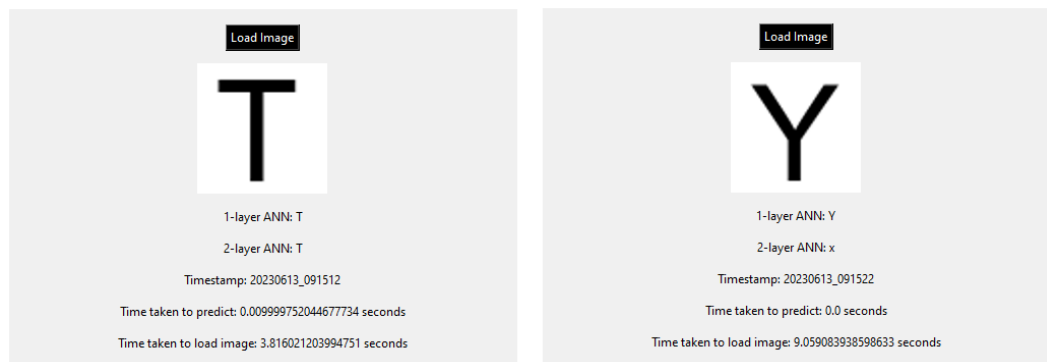 Load Image
T
1-layer ANN: T
2-layer ANN: T
Timestamp: 20230613_091512
Time taken to predict: 0.009999752044677734 seconds
Time taken to load image: 3.816021203994751 seconds
Load Image
Y
1-layer ANN: Y
2-layer ANN: x
Timestamp: 20230613_091522
Time taken to predict: 0.0 seconds
Time taken to load image: 9.059083938598633 seconds